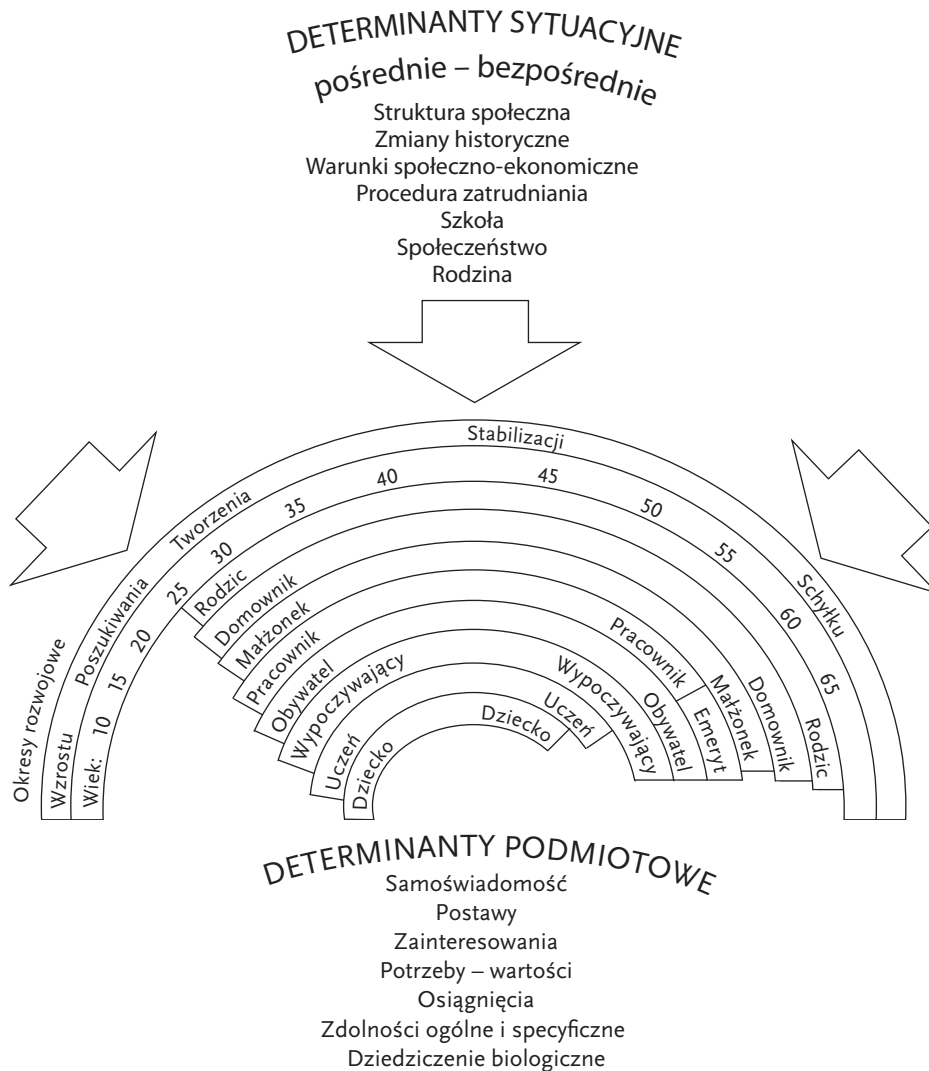 DETERMINANTY SYTUACYJNE
pośrednie – bezpośrednie
Struktura społeczna
Zmiany historyczne
Warunki społeczno-ekonomiczne
Procedura zatrudniania
Szkoła
Społeczeństwo
Rodzina
Okresy rozwojowe
Wzrostu
Poszukiwania
Tworzenia
Stabilizacji
Schyłku
Wiek:
10
15
20
25
30
35
40
45
50
55
60
65
Rodzic
Rodzic
Domownik
Domownik
Małżonek
Małżonek
Pracownik
Pracownik
Emeryt
Obywatel
Obywatel
Wypoczywający
Wypoczywający
Uczeń
Uczeń
Dziecko
Dziecko
DETERMINANTY PODMIOTOWE
Samoświadomość
Postawy
Zainteresowania
Potrzeby – wartości
Osiągnięcia
Zdolności ogólne i specyficzne
Dziedziczenie biologiczne